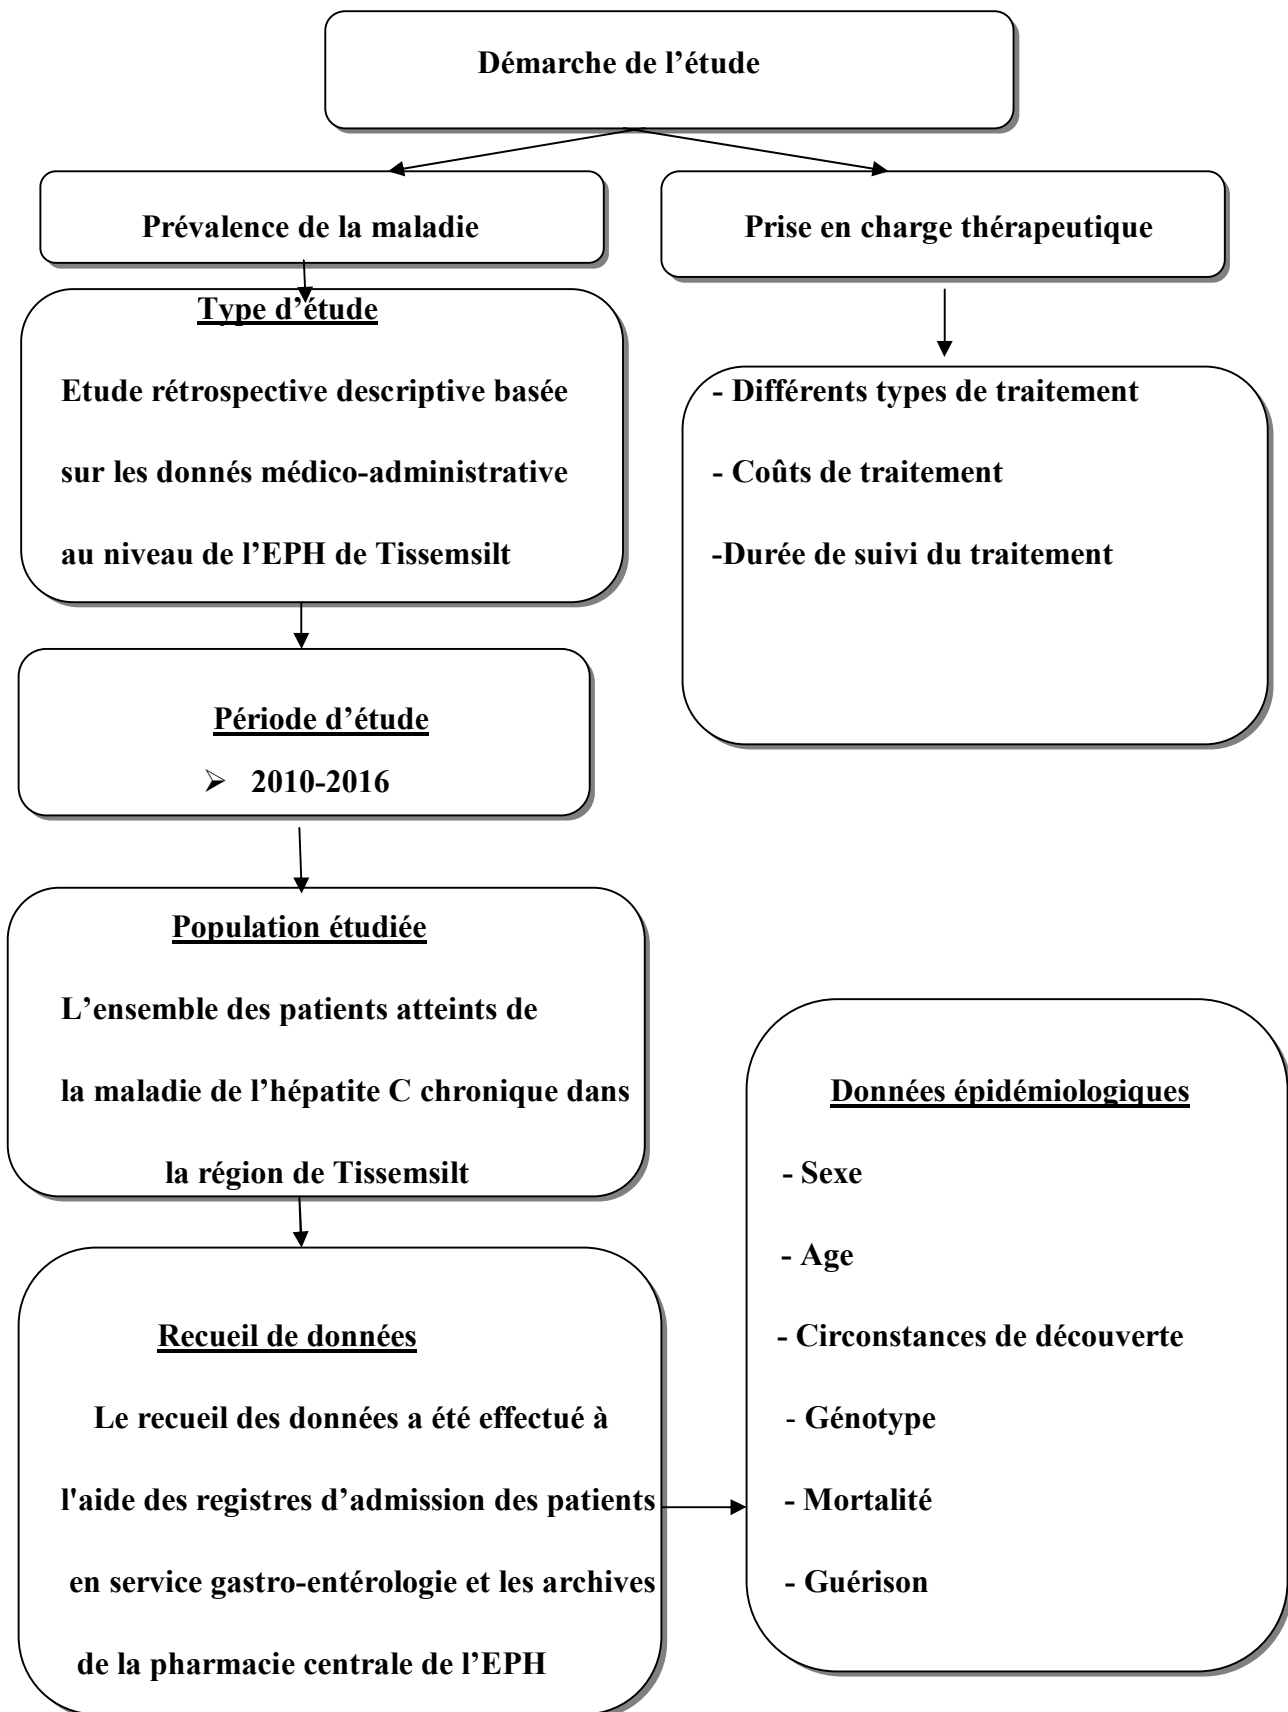 Démarche de l’étude
Prévalence de la maladie
Prise en charge thérapeutique
Type d’étude
Etude rétrospective descriptive basée
sur les donnés médico-administrative
au niveau de l’EPH de Tissemsilt
- Différents types de traitement
- Coûts de traitement
-Durée de suivi du traitement
Période d’étude
➢ 2010-2016
Population étudiée
L’ensemble des patients atteints de
la maladie de l’hépatite C chronique dans
la région de Tissemsilt
Recueil de données
Le recueil des données a été effectué à
l'aide des registres d’admission des patients
en service gastro-entérologie et les archives
de la pharmacie centrale de l’EPH
Données épidémiologiques
- Sexe
- Age
- Circonstances de découverte
- Génotype
- Mortalité
- Guérison